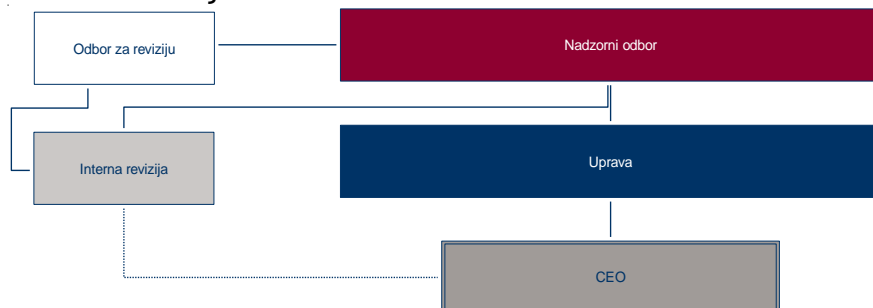 Odbor za reviziju
Nadzorni odbor
Interna revizija
Uprava
CEO